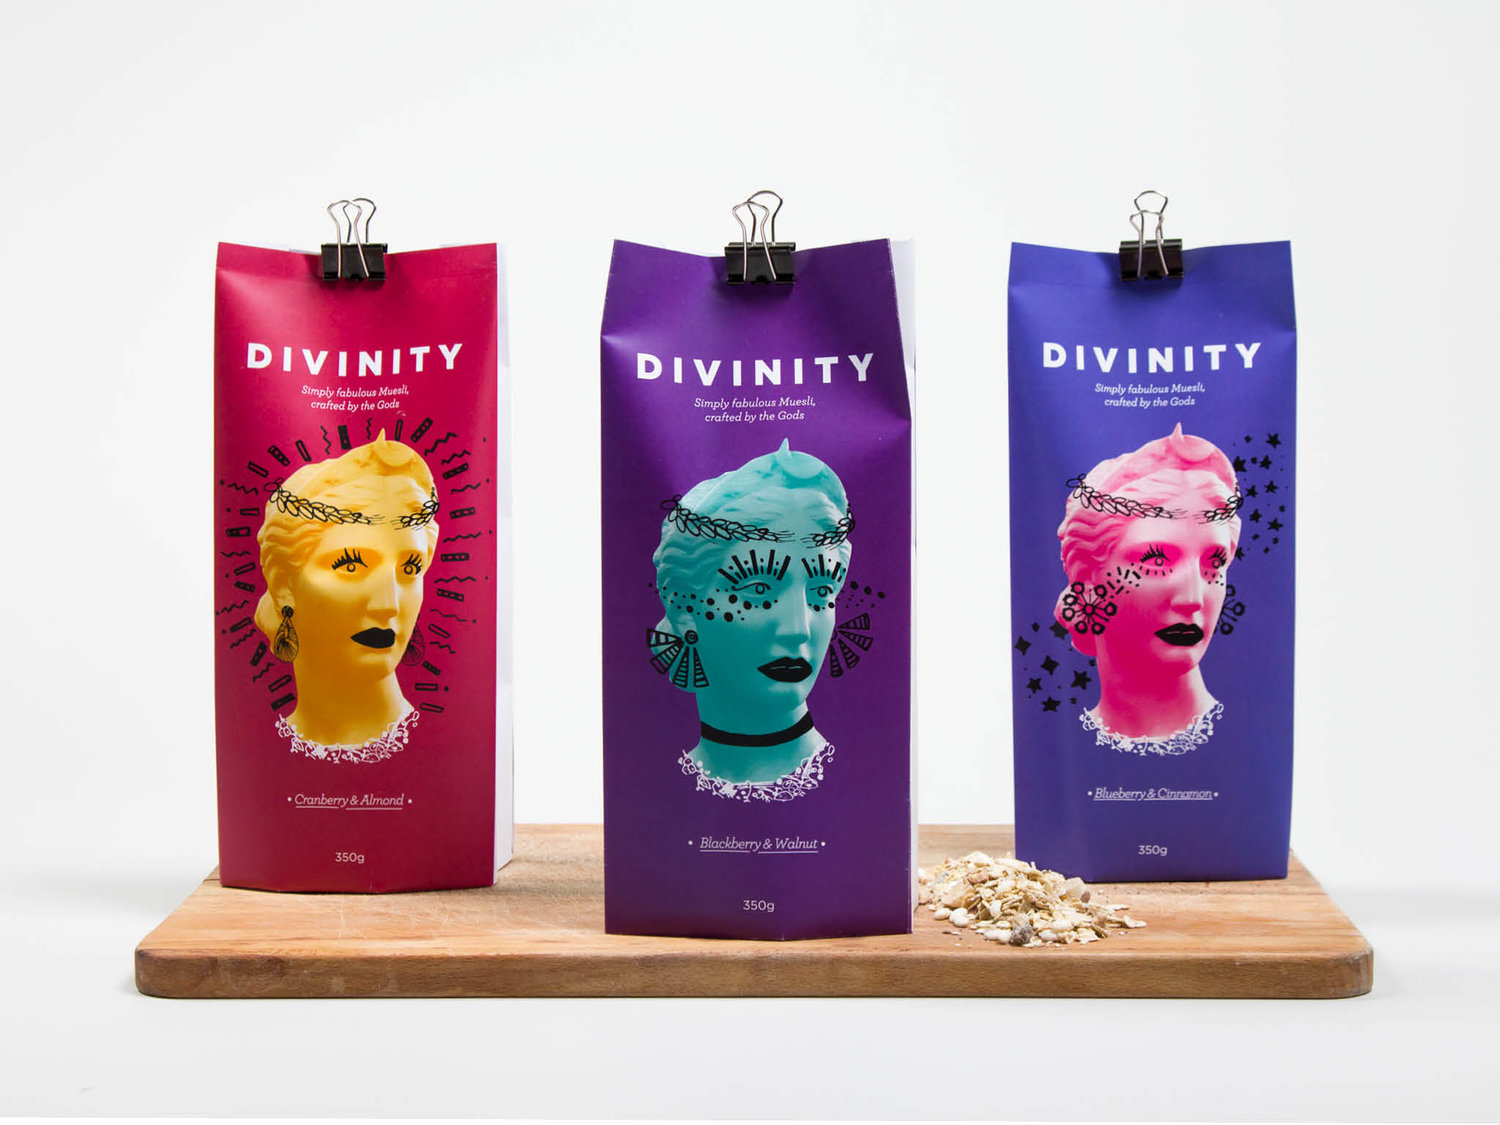 DIVINITY
Simply fabulous Muesli,
crafted by the Gods
• Cranberry & Almond •
350g
DIVINITY
Simply fabulous Muesli,
crafted by the Gods
• Blackberry & Walnut •
350g
DIVINITY
Simply fabulous Muesli,
crafted by the Gods
• Blueberry & Cinnamon •
350g